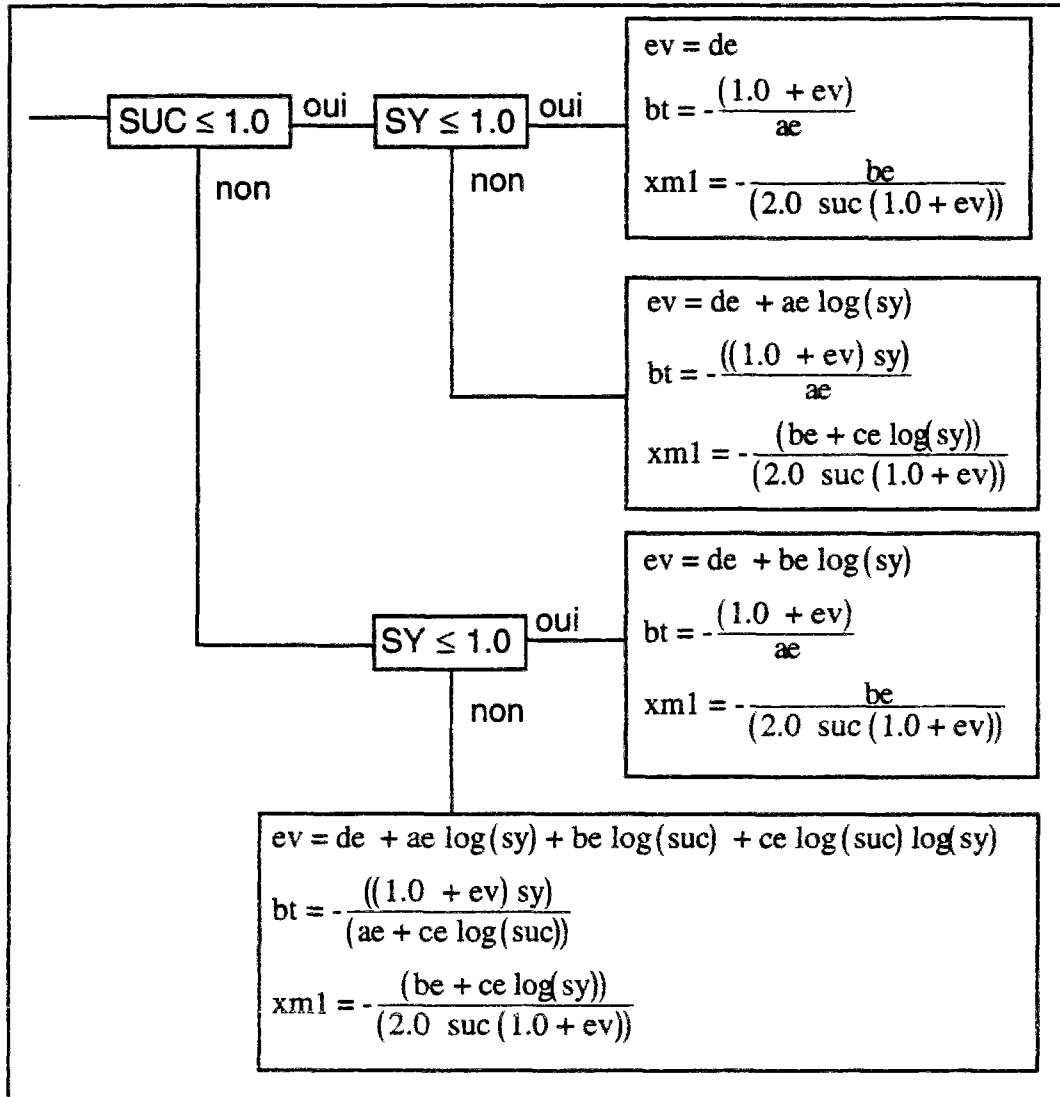 SUC ≤ 1.0
oui
SY ≤ 1.0
oui
non
non
ev = de
bt = -(1.0 + ev)/ae
xm1 = -be/(2.0 suc (1.0 + ev))
ev = de + ae log(sy)
bt = -((1.0 + ev) sy)/ae
xm1 = -(be + ce log(sy))/(2.0 suc (1.0 + ev))
SY ≤ 1.0
oui
non
ev = de + be log(sy)
bt = -(1.0 + ev)/ae
xm1 = -be/(2.0 suc (1.0 + ev))
ev = de + ae log(sy) + be log(suc) + ce log(suc) log(sy)
bt = -((1.0 + ev) sy)/(ae + ce log(suc))
xm1 = -(be + ce log(sy))/(2.0 suc (1.0 + ev))